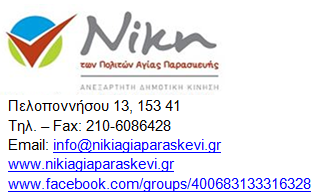 Νίκη
των Πολιτών Αγίας Παρασκευής
ΑΝΕΞΑΡΤΗΤΗ ΔΗΜΟΤΙΚΗ ΚΙΝΗΣΗ
Πελοποννήσου 13, 153 41
Τηλ. – Fax: 210-6086428
Email: info@nikiagiaparaskevi.gr
www.nikiagiaparaskevi.gr
www.facebook.com/groups/400683133316328